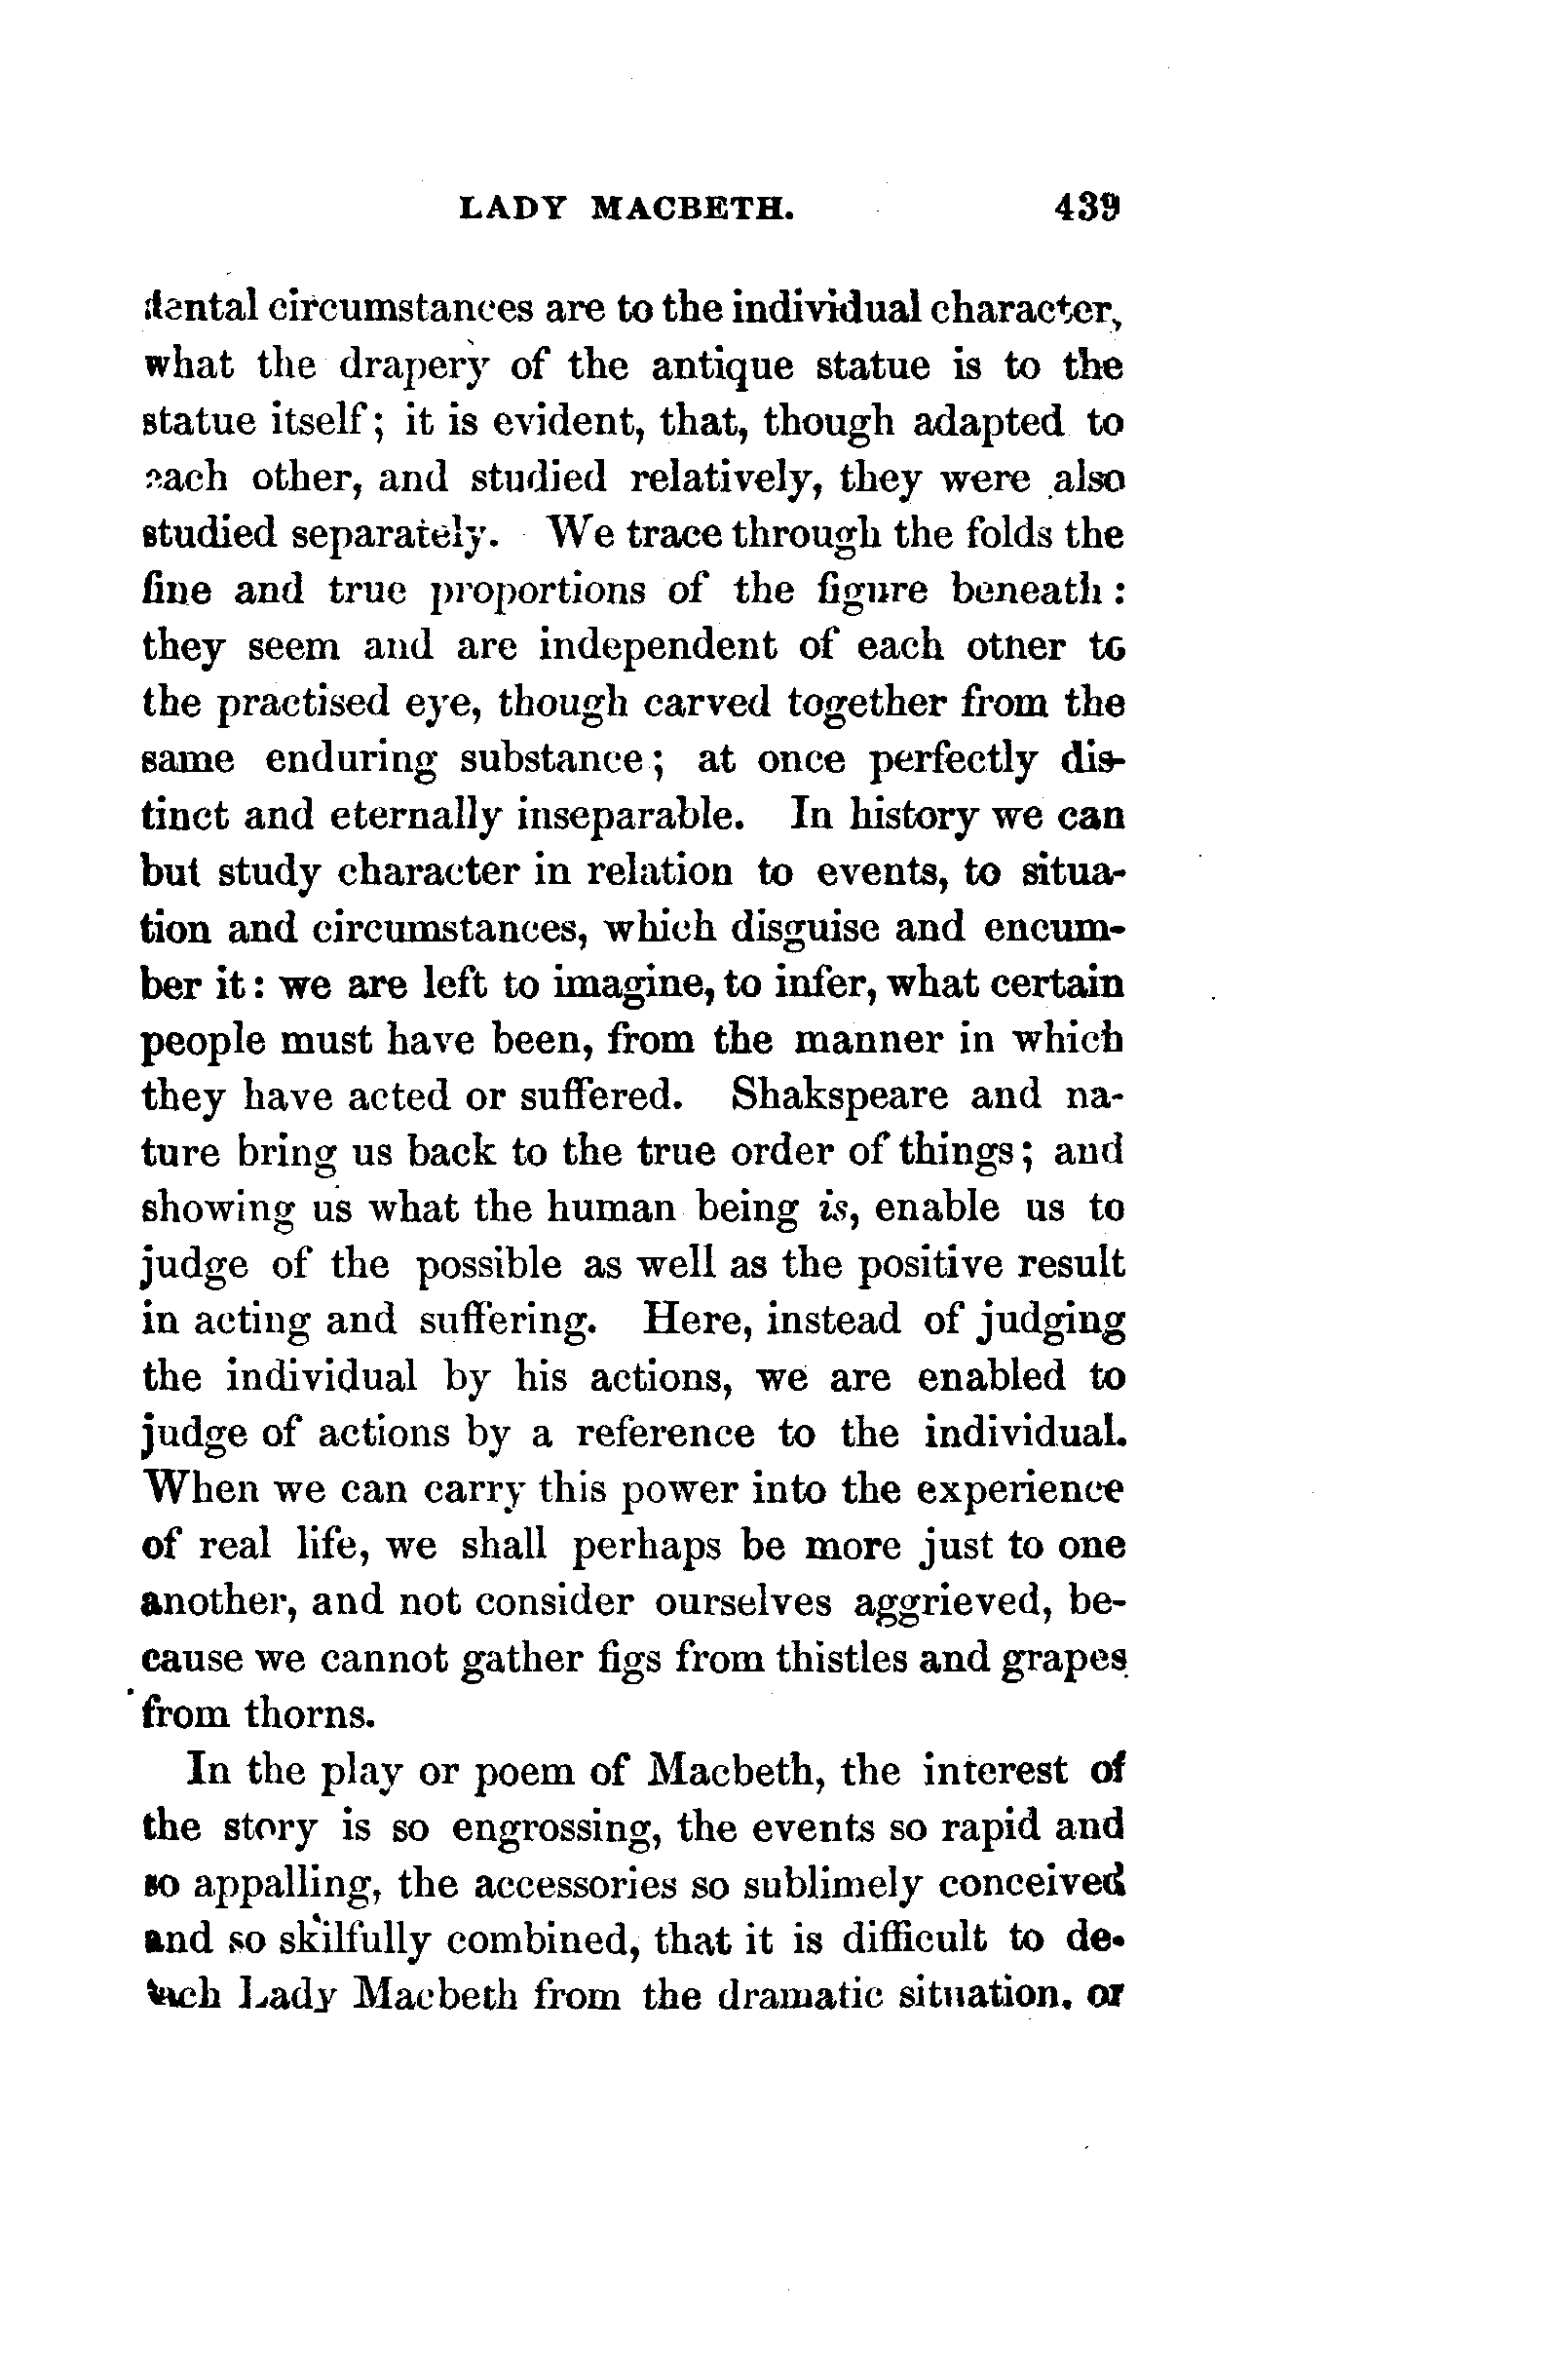 LADY MACBETH. 439
dental circumstances are to the individual character,
what the drapery of the antique statue is to the
statue itself; it is evident, that, though adapted to
each other, and studied relatively, they were also
studied separately. We trace through the folds the
fine and true proportions of the figure beneath:
they seem and are independent of each other to
the practised eye, though carved together from the
same enduring substance; at once perfectly dis-
tinct and eternally inseparable. In history we can
but study character in relation to events, to situa-
tion and circumstances, which disguise and encum-
ber it: we are left to imagine, to infer, what certain
people must have been, from the manner in which
they have acted or suffered. Shakspeare and na-
ture bring us back to the true order of things; and
showing us what the human being is, enable us to
judge of the possible as well as the positive result
in acting and suffering. Here, instead of judging
the individual by his actions, we are enabled to
judge of actions by a reference to the individual.
When we can carry this power into the experience
of real life, we shall perhaps be more just to one
another, and not consider ourselves aggrieved, be-
cause we cannot gather figs from thistles and grapes
from thorns.
In the play or poem of Macbeth, the interest of
the story is so engrossing, the events so rapid and
so appalling, the accessories so sublimely conceived
and so skilfully combined, that it is difficult to de-
tach Lady Macbeth from the dramatic situation, or